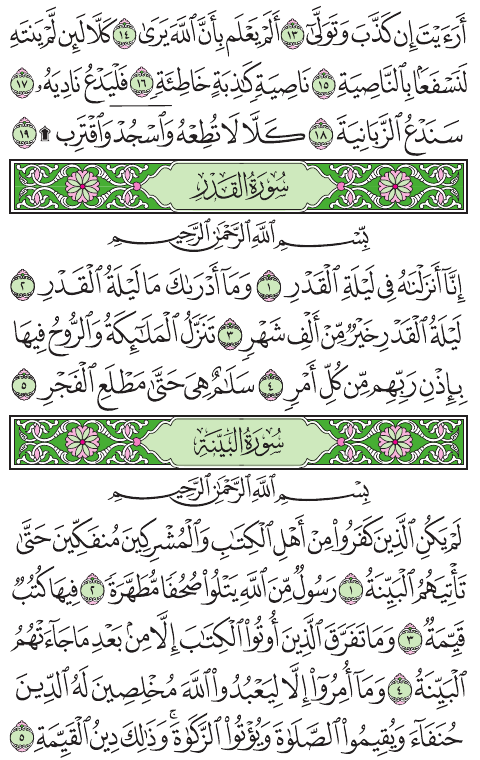 أَرَءَيْتَ إِن كَذَّبَ وَتَوَلَّىٰٓ ١٣ أَلَمْ يَعْلَم بِأَنَّ ٱللَّهَ يَرَىٰ ١٤ كَلَّا لَئِن لَّمْ يَنتَهِ
لَنَسْفَعًۢا بِٱلنَّاصِيَةِ ١٥ نَاصِيَةٍ كَٰذِبَةٍ خَاطِئَةٍ ١٦ فَلْيَدْعُ نَادِيَهُۥ ١٧
سَنَدْعُ ٱلزَّبَانِيَةَ ١٨ كَلَّا لَا تُطِعْهُ وَٱسْجُدْ وَٱقْتَرِب ۩ ١٩
سُورَةُ القَدْرِ
بِسْمِ ٱللَّهِ ٱلرَّحْمَٰنِ ٱلرَّحِيمِ
إِنَّآ أَنزَلْنَٰهُ فِى لَيْلَةِ ٱلْقَدْرِ ١ وَمَآ أَدْرَىٰكَ مَا لَيْلَةُ ٱلْقَدْرِ ٢
لَيْلَةُ ٱلْقَدْرِ خَيْرٌ مِّنْ أَلْفِ شَهْرٍ ٣ تَنَزَّلُ ٱلْمَلَٰٓئِكَةُ وَٱلرُّوحُ فِيهَا
بِإِذْنِ رَبِّهِم مِّن كُلِّ أَمْرٍ ٤ سَلَٰمٌ هِىَ حَتَّىٰ مَطْلَعِ ٱلْفَجْرِ ٥
سُورَةُ البَيِّنَةِ
بِسْمِ ٱللَّهِ ٱلرَّحْمَٰنِ ٱلرَّحِيمِ
لَمْ يَكُنِ ٱلَّذِينَ كَفَرُوا۟ مِنْ أَهْلِ ٱلْكِتَٰبِ وَٱلْمُشْرِكِينَ مُنفَكِّينَ حَتَّىٰ
تَأْتِيَهُمُ ٱلْبَيِّنَةُ ١ رَسُولٌ مِّنَ ٱللَّهِ يَتْلُوا۟ صُحُفًا مُّطَهَّرَةً ٢ فِيهَا كُتُبٌ
قَيِّمَةٌ ٣ وَمَا تَفَرَّقَ ٱلَّذِينَ أُوتُوا۟ ٱلْكِتَٰبَ إِلَّا مِنۢ بَعْدِ مَا جَآءَتْهُمُ
ٱلْبَيِّنَةُ ٤ وَمَآ أُمِرُوٓا۟ إِلَّا لِيَعْبُدُوا۟ ٱللَّهَ مُخْلِصِينَ لَهُ ٱلدِّينَ
حُنَفَآءَ وَيُقِيمُوا۟ ٱلصَّلَوٰةَ وَيُؤْتُوا۟ ٱلزَّكَوٰةَ ۚ وَذَٰلِكَ دِينُ ٱلْقَيِّمَةِ ٥